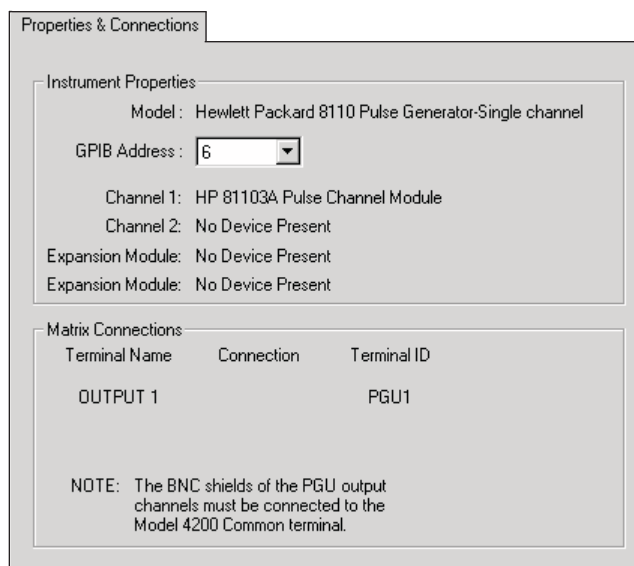 Properties & Connections
Instrument Properties
Model : Hewlett Packard 8110 Pulse Generator-Single channel
GPIB Address : 6
Channel 1: HP 81103A Pulse Channel Module
Channel 2: No Device Present
Expansion Module: No Device Present
Expansion Module: No Device Present
Matrix Connections
Terminal Name Connection Terminal ID
OUTPUT 1 PGU1
NOTE: The BNC shields of the PGU output
channels must be connected to the
Model 4200 Common terminal.